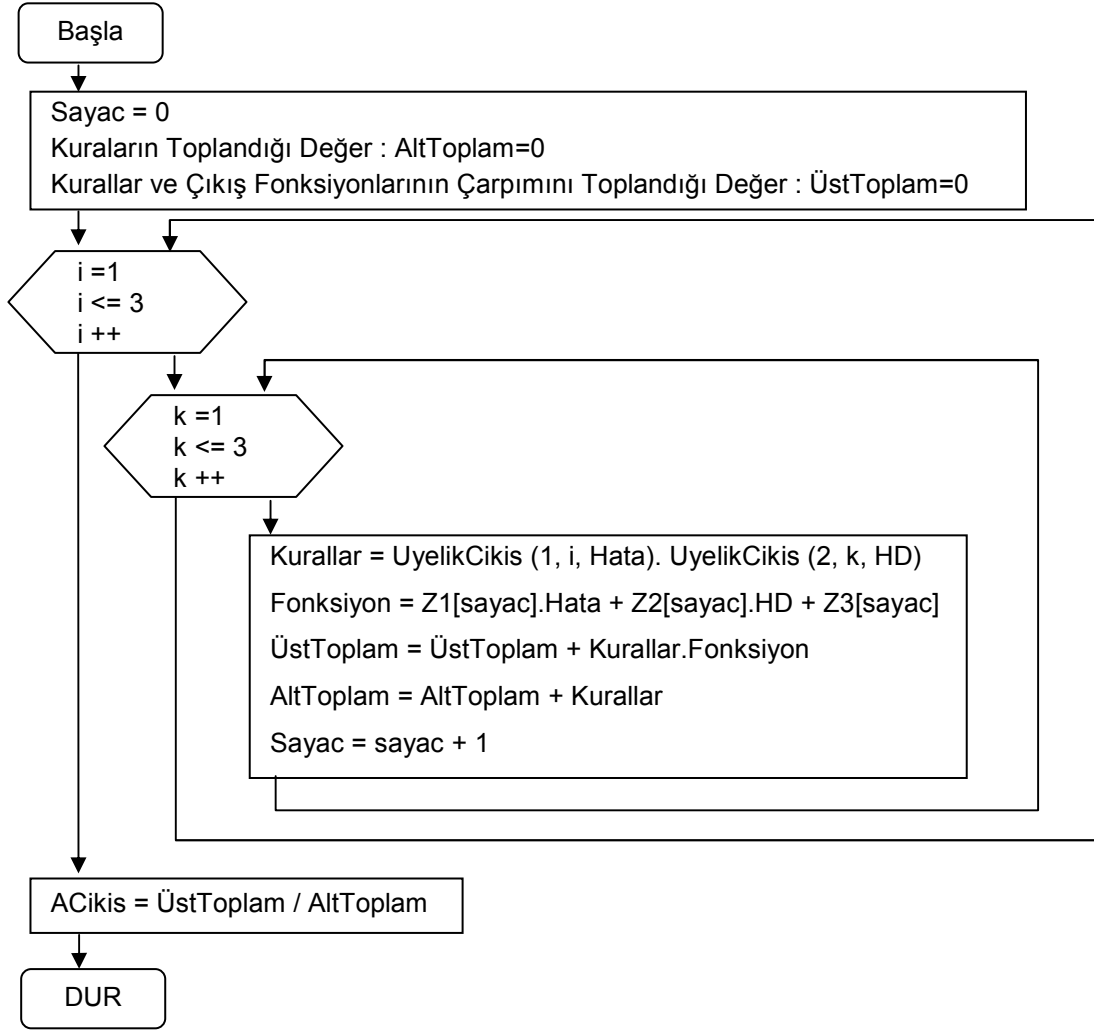 Başla
Sayac = 0
Kuraların Toplandığı Değer : AltToplam=0
Kurallar ve Çıkış Fonksiyonlarının Çarpımını Toplandığı Değer : ÜstToplam=0
i =1
i <= 3
i ++
k =1
k <= 3
k ++
Kurallar = UyelikCikis (1, i, Hata). UyelikCikis (2, k, HD)
Fonksiyon = Z1[sayac].Hata + Z2[sayac].HD + Z3[sayac]
ÜstToplam = ÜstToplam + Kurallar.Fonksiyon
AltToplam = AltToplam + Kurallar
Sayac = sayac + 1
ACikis = ÜstToplam / AltToplam
DUR